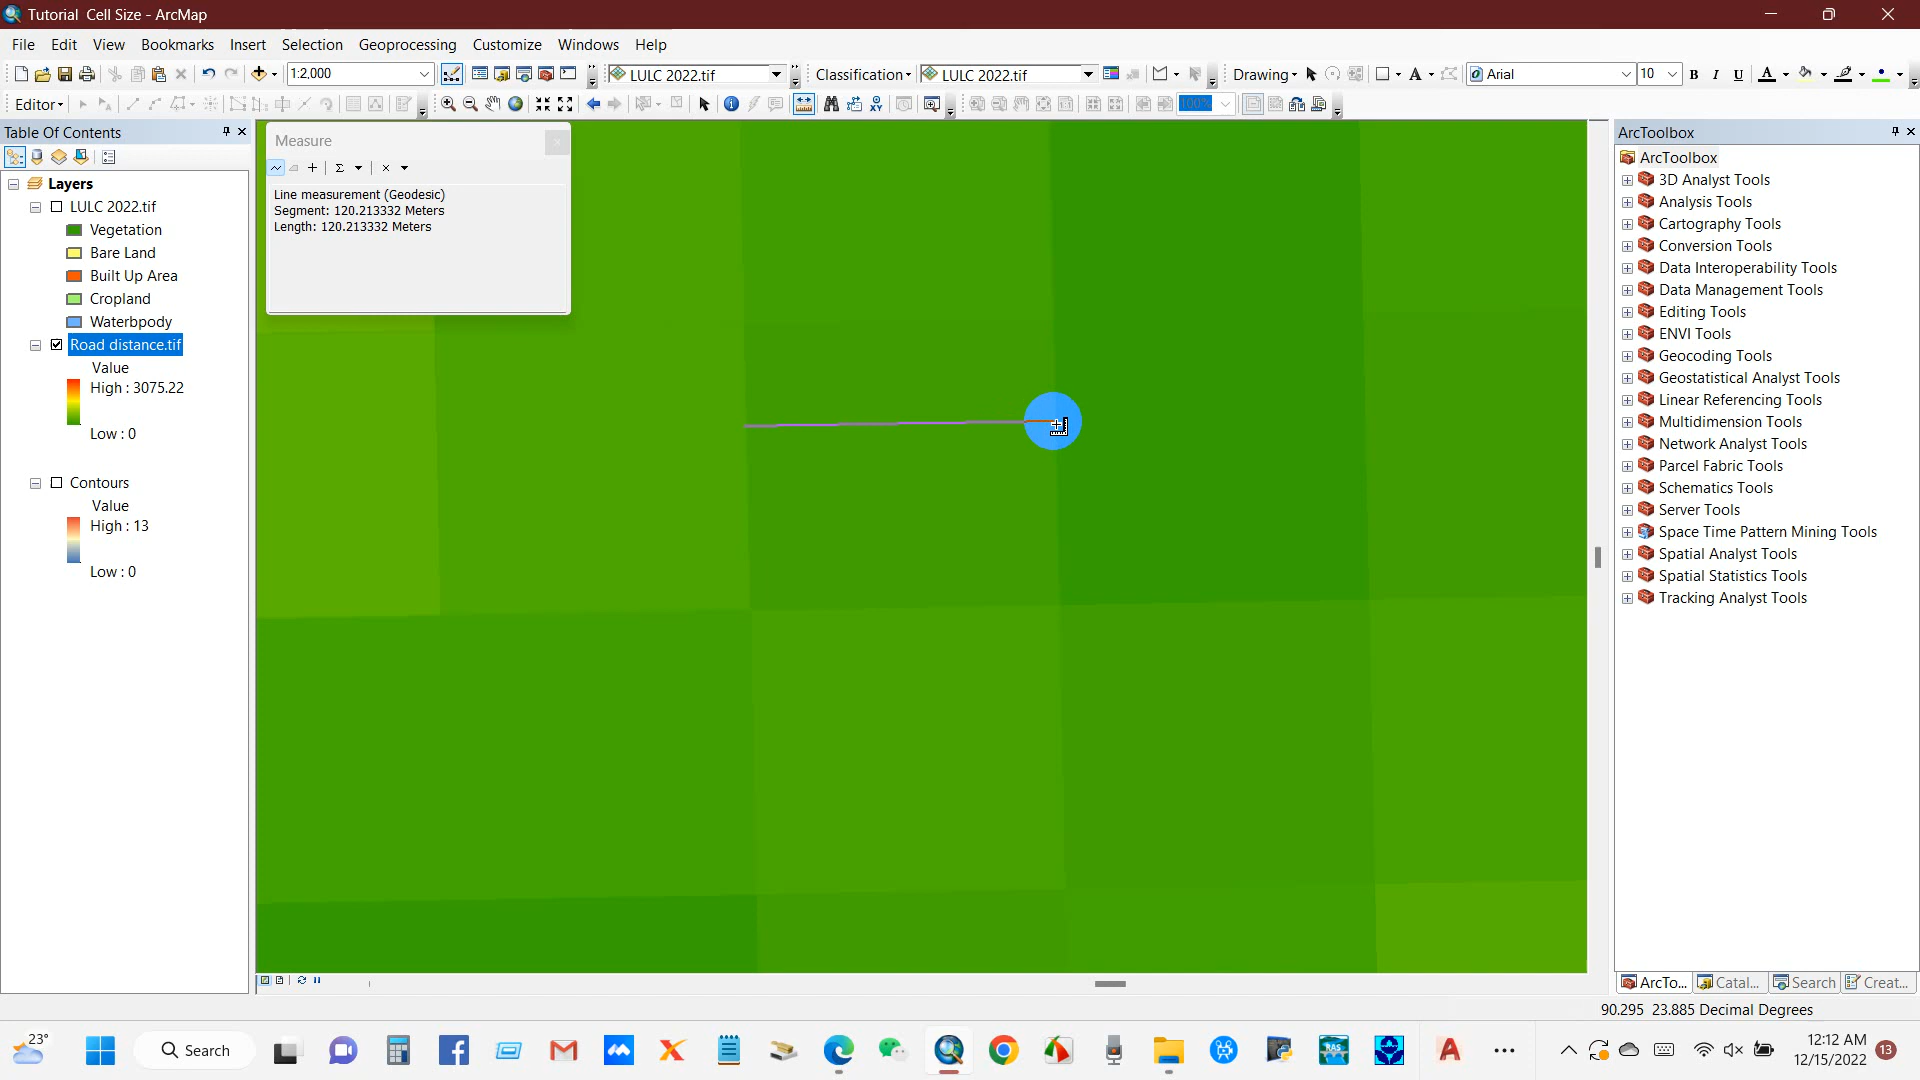 Tutorial Cell Size - ArcMap
File Edit View Bookmarks Insert Selection Geoprocessing Customize Windows Help
1:2,000 LULC 2022.tif Classification LULC 2022.tif Drawing A Arial 10 B I U A
Editor 100%
Table Of Contents
Layers
LULC 2022.tif
Vegetation
Bare Land
Built Up Area
Cropland
Waterbpody
Road distance.tif
Value
High : 3075.22
Low : 0
Contours
Value
High : 13
Low : 0
Measure
Line measurement (Geodesic)
Segment: 120.213332 Meters
Length: 120.213332 Meters
ArcToolbox
ArcToolbox
3D Analyst Tools
Analysis Tools
Cartography Tools
Conversion Tools
Data Interoperability Tools
Data Management Tools
Editing Tools
ENVI Tools
Geocoding Tools
Geostatistical Analyst Tools
Linear Referencing Tools
Multidimension Tools
Network Analyst Tools
Parcel Fabric Tools
Schematics Tools
Server Tools
Space Time Pattern Mining Tools
Spatial Analyst Tools
Spatial Statistics Tools
Tracking Analyst Tools
ArcTo... Catal... Search Creat...
90.295 23.885 Decimal Degrees
23°
Search
12:12 AM
12/15/2022
13